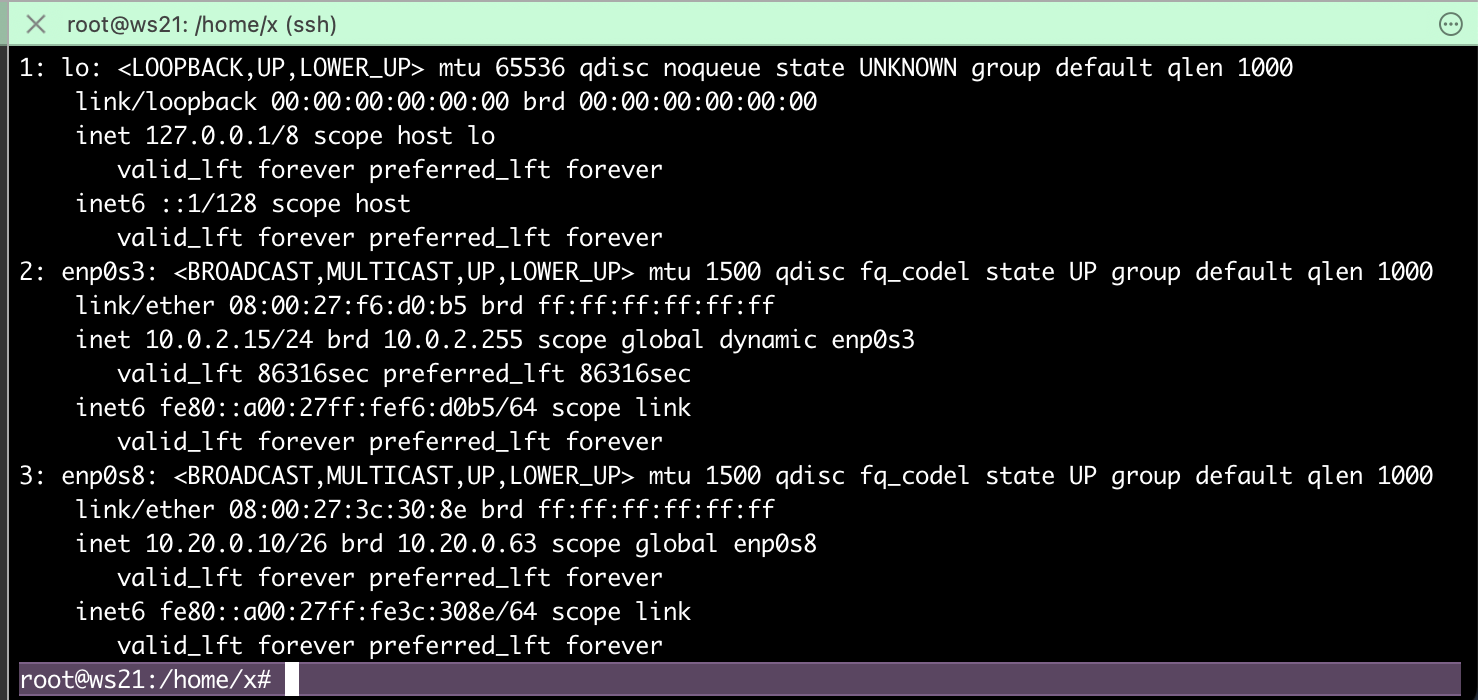 root@ws21: /home/x (ssh)
1: lo: <LOOPBACK,UP,LOWER_UP> mtu 65536 qdisc noqueue state UNKNOWN group default qlen 1000
    link/loopback 00:00:00:00:00:00 brd 00:00:00:00:00:00
    inet 127.0.0.1/8 scope host lo
       valid_lft forever preferred_lft forever
    inet6 ::1/128 scope host
       valid_lft forever preferred_lft forever
2: enp0s3: <BROADCAST,MULTICAST,UP,LOWER_UP> mtu 1500 qdisc fq_codel state UP group default qlen 1000
    link/ether 08:00:27:f6:d0:b5 brd ff:ff:ff:ff:ff:ff
    inet 10.0.2.15/24 brd 10.0.2.255 scope global dynamic enp0s3
       valid_lft 86316sec preferred_lft 86316sec
    inet6 fe80::a00:27ff:fef6:d0b5/64 scope link
       valid_lft forever preferred_lft forever
3: enp0s8: <BROADCAST,MULTICAST,UP,LOWER_UP> mtu 1500 qdisc fq_codel state UP group default qlen 1000
    link/ether 08:00:27:3c:30:8e brd ff:ff:ff:ff:ff:ff
    inet 10.20.0.10/26 brd 10.20.0.63 scope global enp0s8
       valid_lft forever preferred_lft forever
    inet6 fe80::a00:27ff:fe3c:308e/64 scope link
       valid_lft forever preferred_lft forever
root@ws21:/home/x#